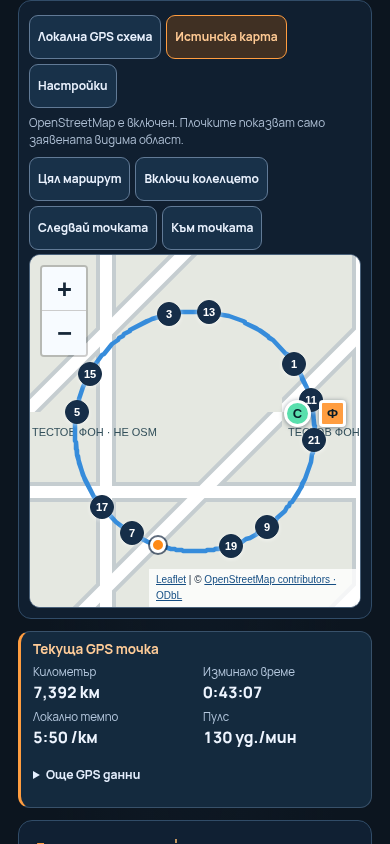 Локална GPS схема
Истинска карта
Настройки
OpenStreetMap е включен. Плочките показват само
заявената видима област.
Цял маршрут
Включи колелцето
Следвай точката
Към точката
+
−
3
13
1
15
11
5
С
Ф
ТЕСТОВ ФОН · НЕ OSM
21
17
7
9
19
Leaflet | © OpenStreetMap contributors ·
ODbL
Текуща GPS точка
Километър
Изминало време
7,392 км
0:43:07
Локално темпо
Пулс
5:50 /км
130 уд./мин
Още GPS данни